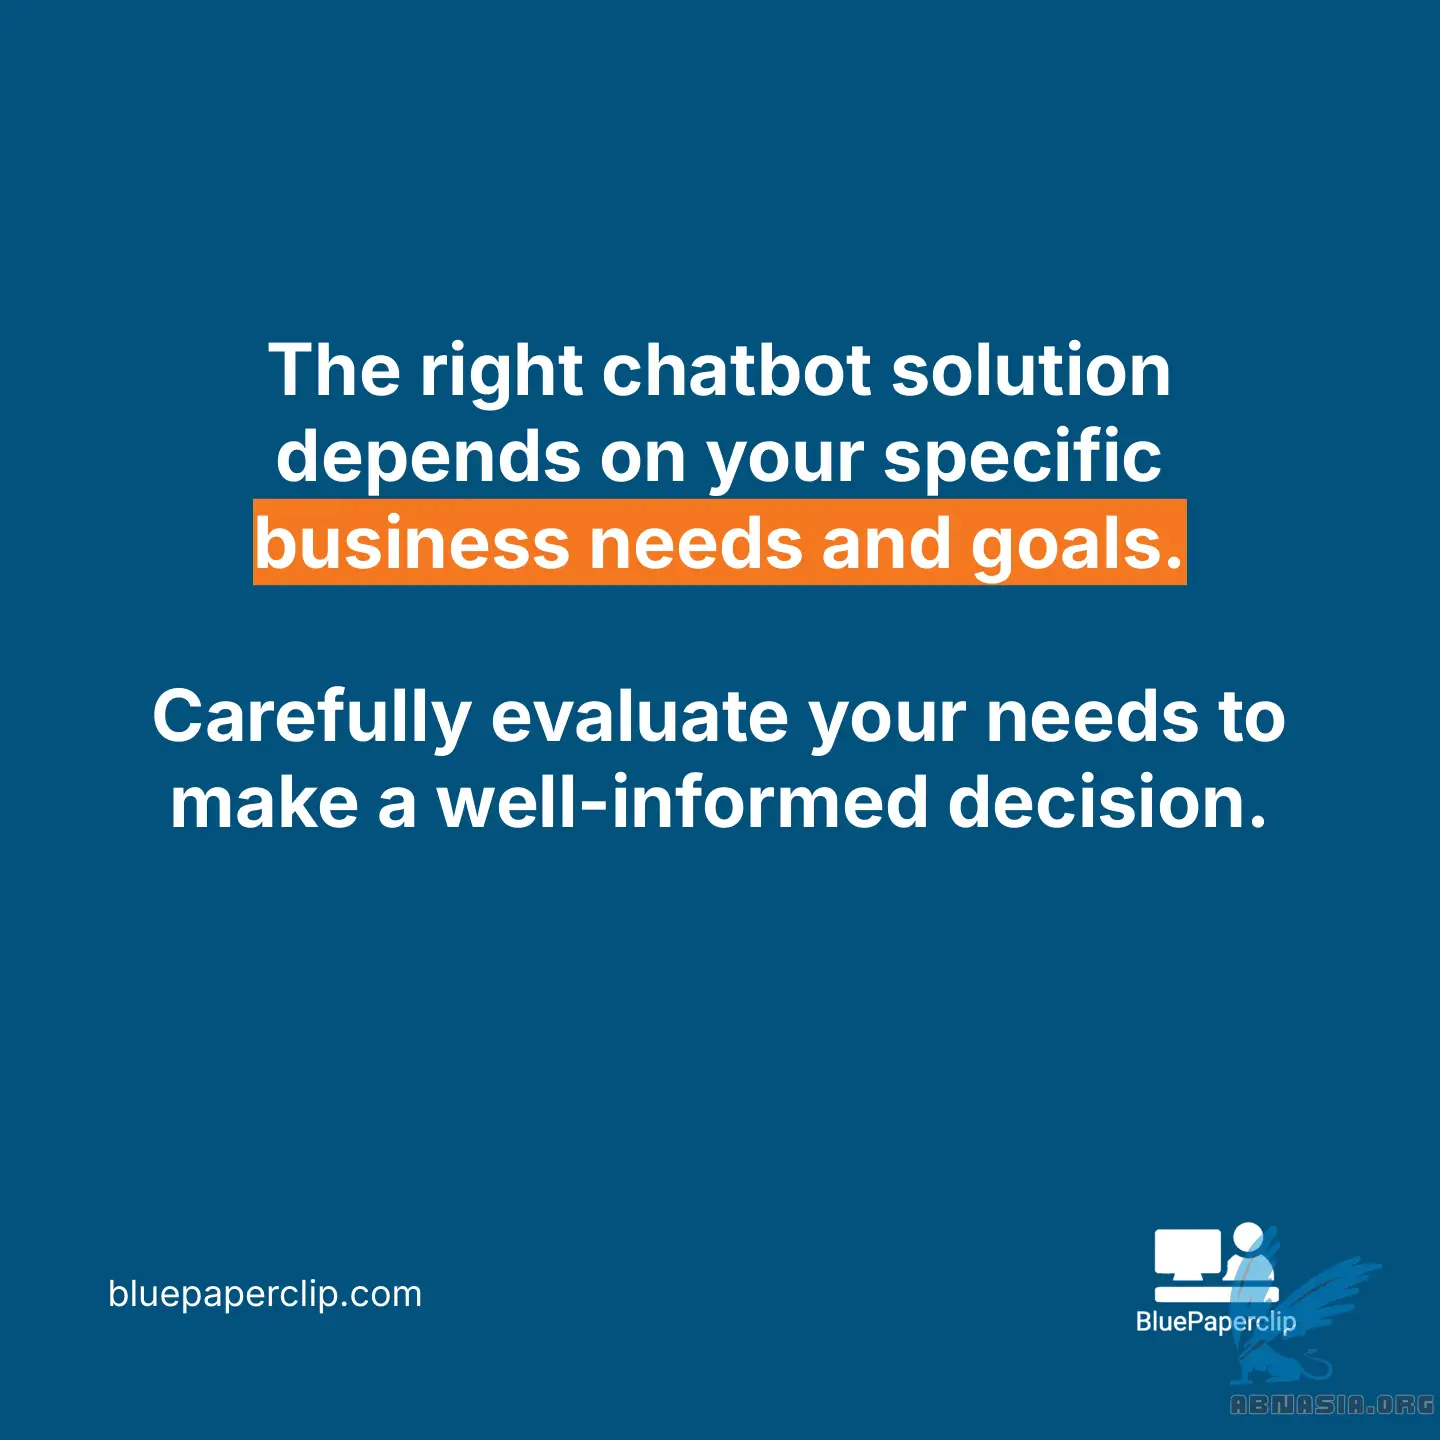 The right chatbot solution
depends on your specific
business needs and goals.
Carefully evaluate your needs to
make a well-informed decision.
bluepaperclip.com
BluePaperclip
ABNASIA.ORG